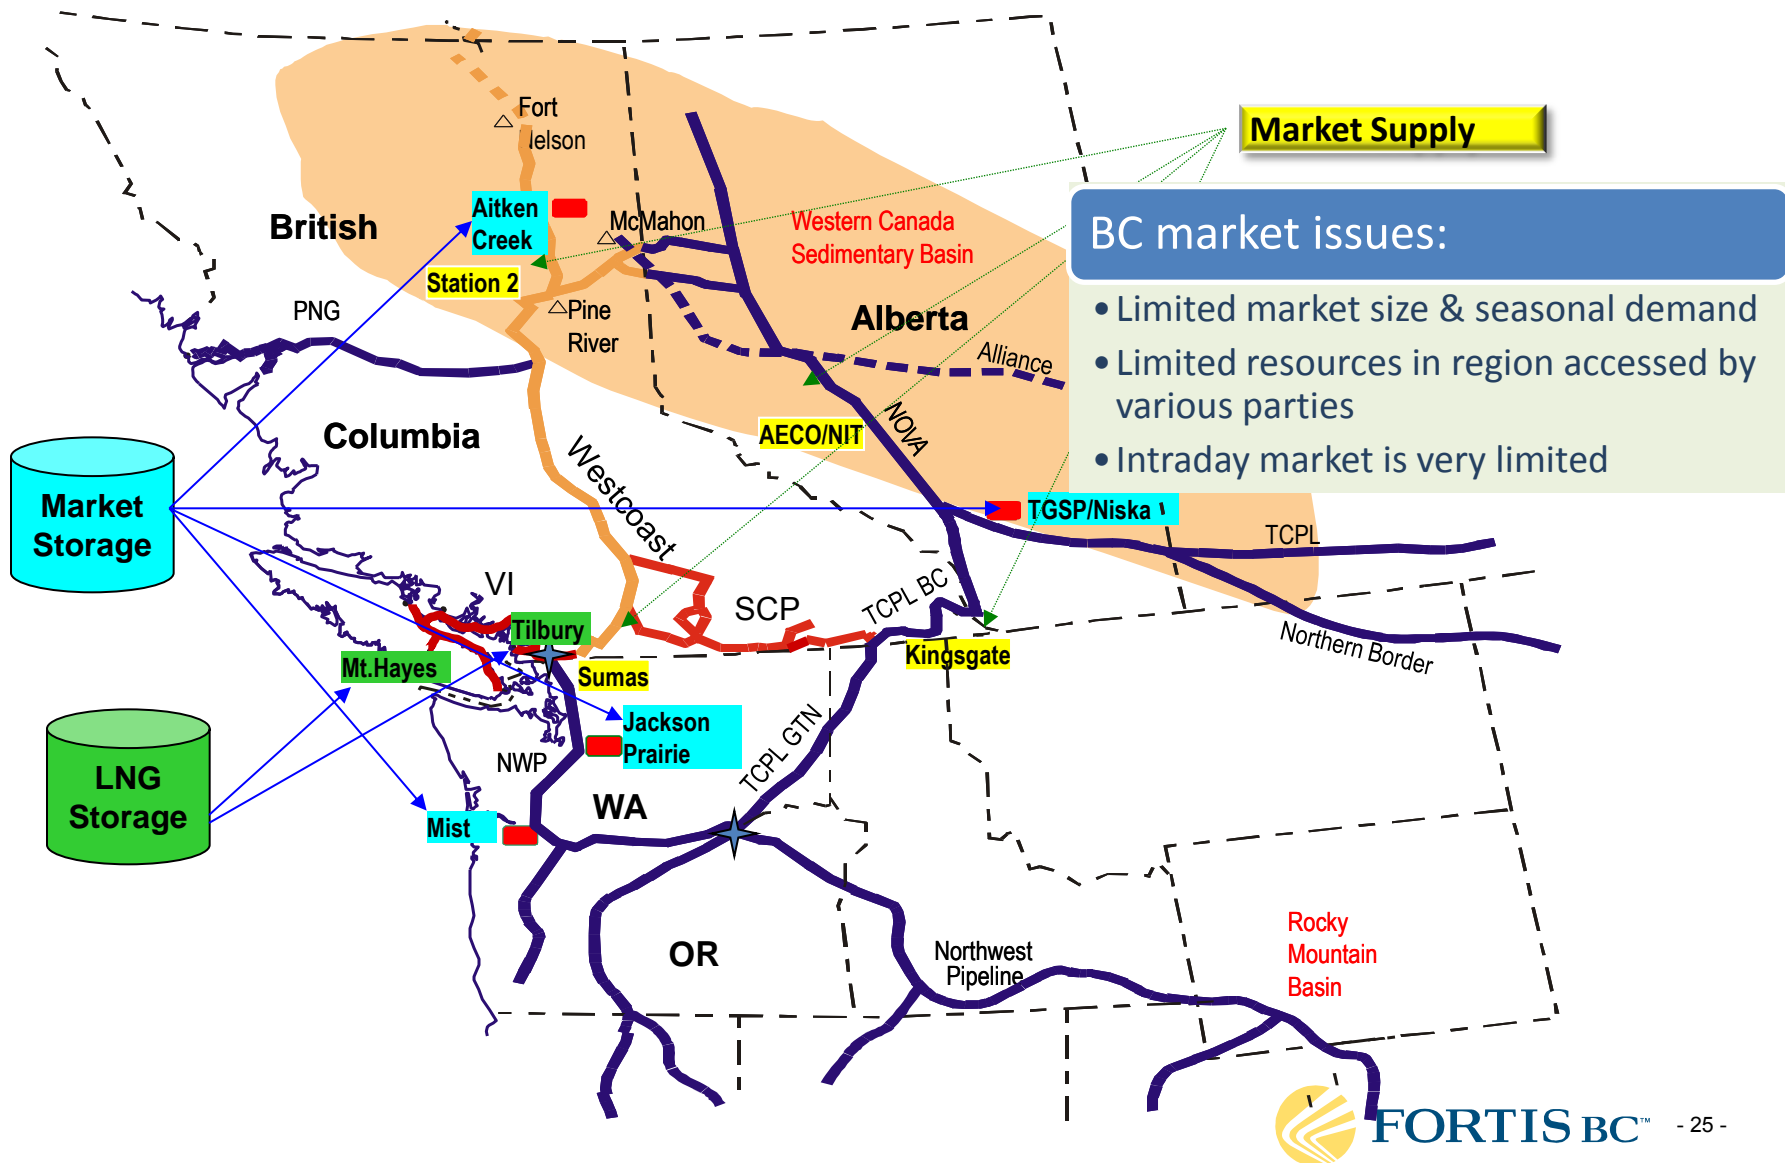 Fort
Nelson
Market Supply
Aitken
Creek
British
McMahon
Western Canada
Sedimentary Basin
BC market issues:
Station 2
PNG
Pine
River
Alberta
Alliance
• Limited market size & seasonal demand
• Limited resources in region accessed by
various parties
• Intraday market is very limited
Columbia
AECO/NIT
NOVA
Westcoast
Market
Storage
TGSP/Niska
TCPL
VI
SCP
TCPL BC
Tilbury
Mt.Hayes
Sumas
Kingsgate
Northern Border
Jackson
Prairie
NWP
TCPL GTN
LNG
Storage
WA
Mist
OR
Northwest
Pipeline
Rocky
Mountain
Basin
FORTIS BC™
- 25 -